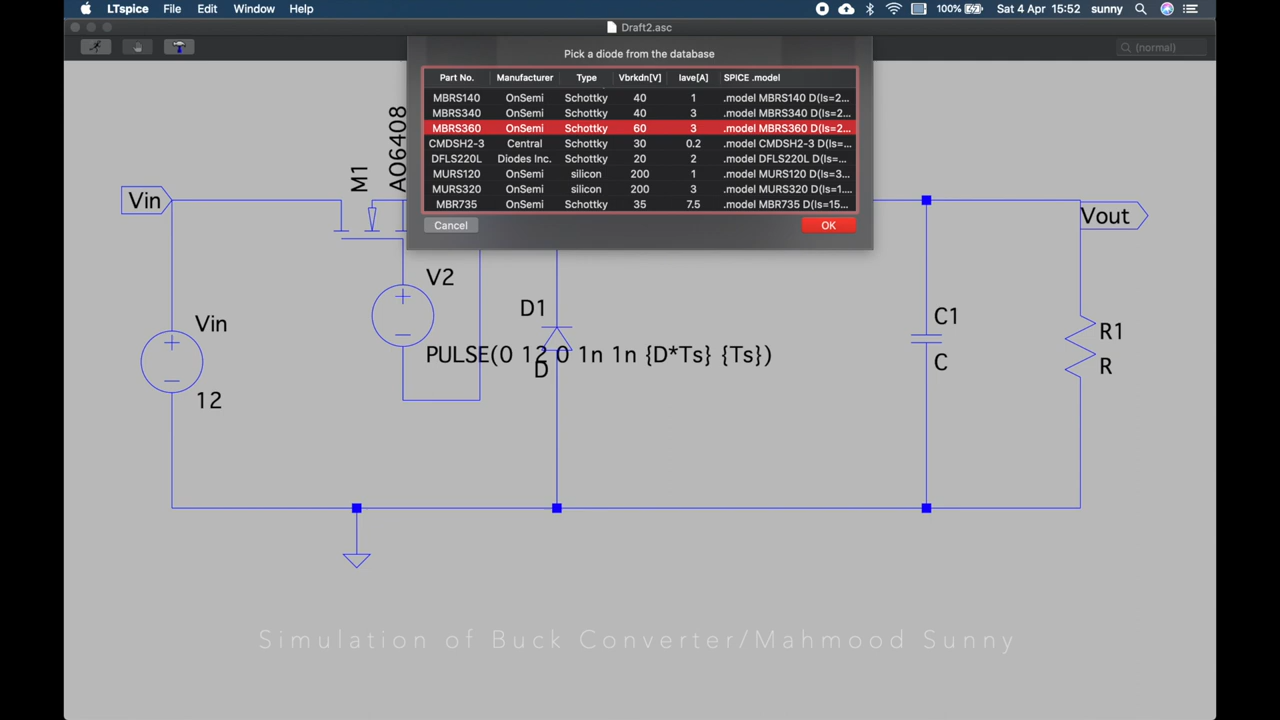 LTspice File Edit Window Help 100% Sat 4 Apr 15:52 sunny
Draft2.asc
(normal)
Pick a diode from the database
Part No. Manufacturer Type Vbrkdn[V] Iave[A] SPICE .model
MBRS140 OnSemi Schottky 40 1 .model MBRS140 D(Is=2...
MBRS340 OnSemi Schottky 40 3 .model MBRS340 D(Is=2...
MBRS360 OnSemi Schottky 60 3 .model MBRS360 D(Is=2...
CMDSH2-3 Central Schottky 30 0.2 .model CMDSH2-3 D(Is=...
DFLS220L Diodes Inc. Schottky 20 2 .model DFLS220L D(Is=...
MURS120 OnSemi silicon 200 1 .model MURS120 D(Is=3...
MURS320 OnSemi silicon 200 3 .model MURS320 D(Is=1....
MBR735 OnSemi Schottky 35 7.5 .model MBR735 D(Is=15...
Cancel OK
M1
AO6408
Vin
Vout
V2
D1
Vin
C1
R1
PULSE(0 12 0 1n 1n {D*Ts} {Ts})
D
C
R
12
Simulation of Buck Converter/Mahmood Sunny